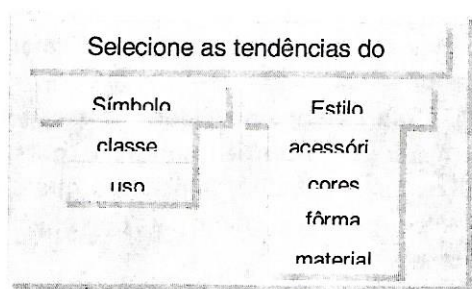 Selecione as tendências do
Símbolo Estilo
classe acessóri
uso cores
fôrma
material